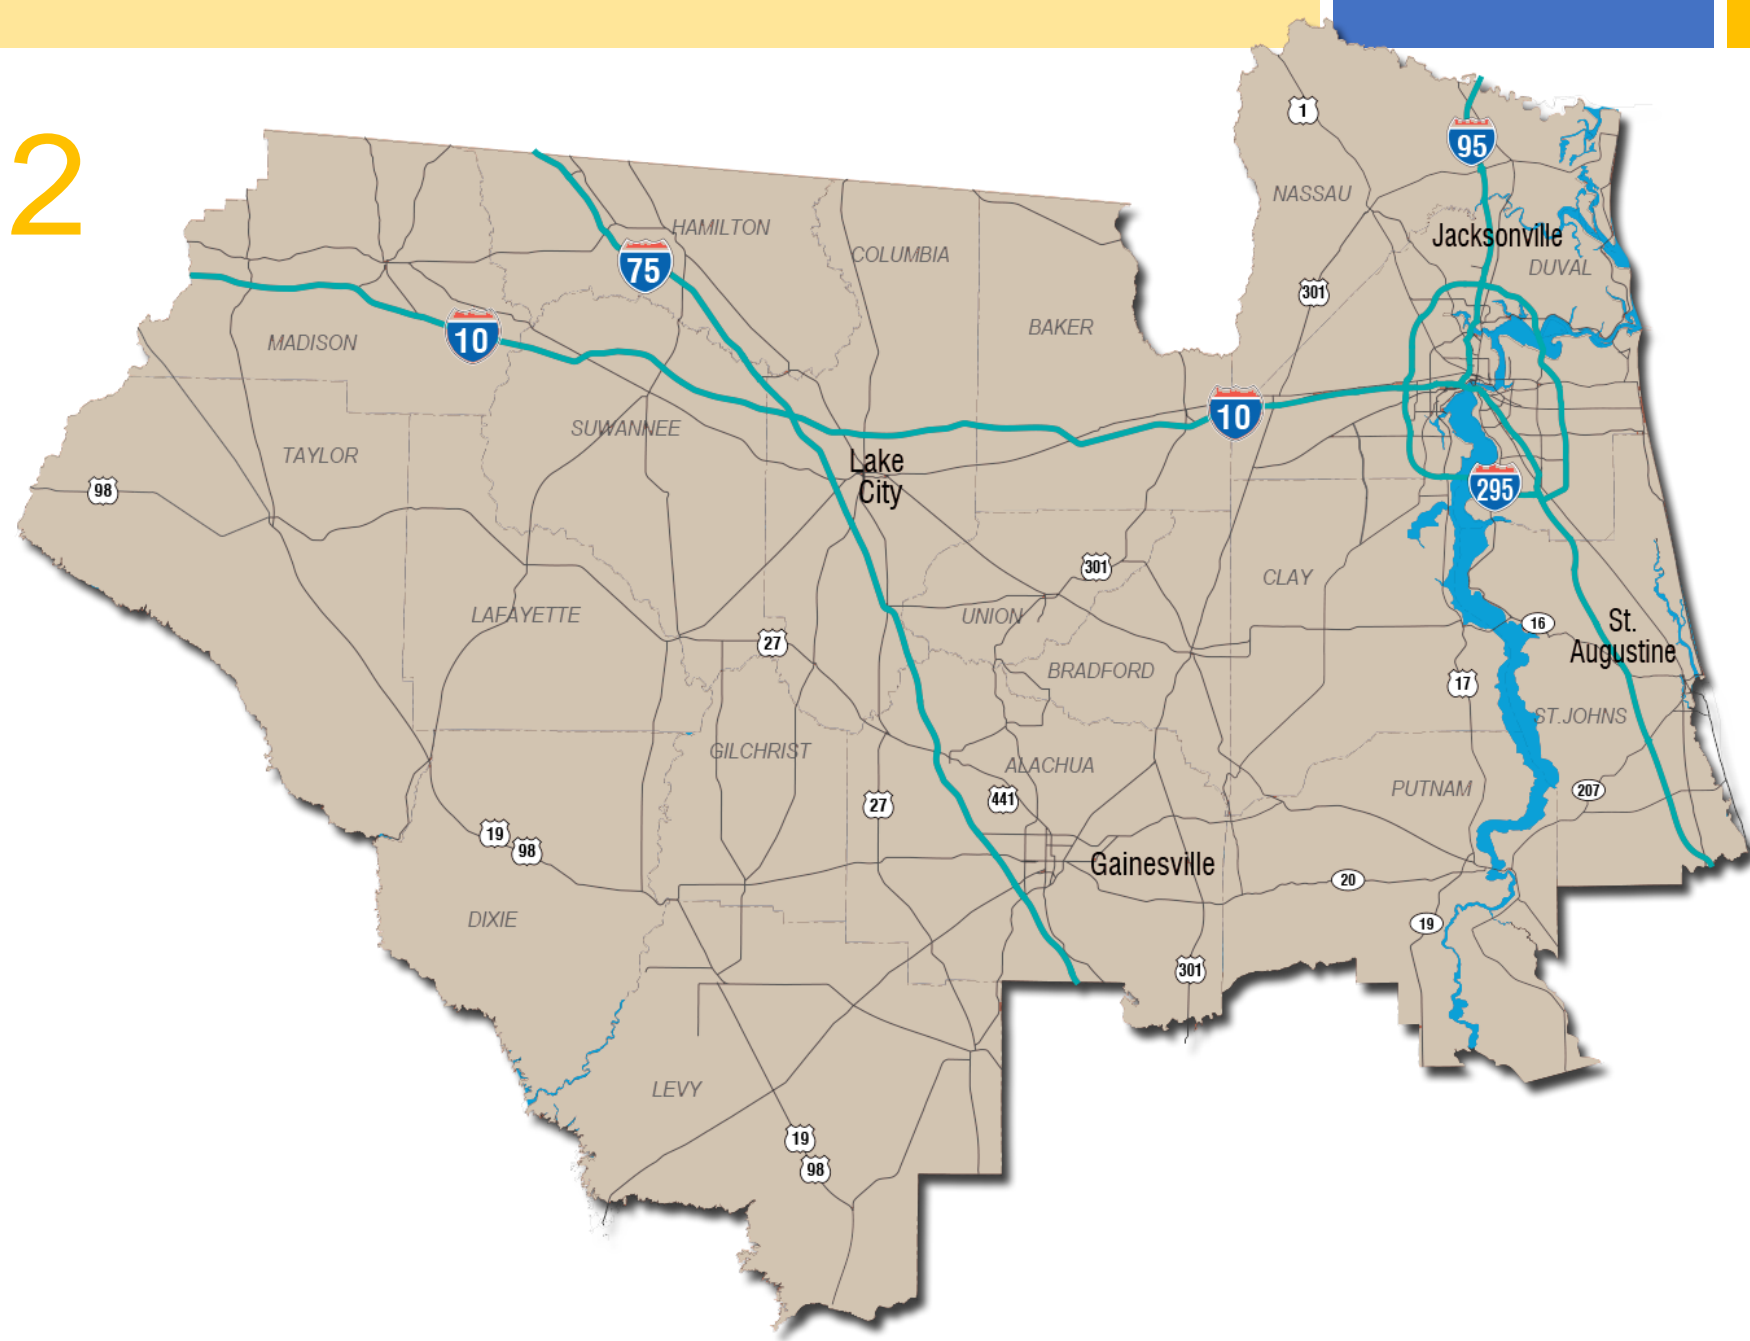 2
1
95
NASSAU
HAMILTON
Jacksonville
COLUMBIA
75
DUVAL
301
BAKER
10
MADISON
10
SUWANNEE
TAYLOR
Lake
City
98
295
301
CLAY
LAFAYETTE
UNION
16
St.
Augustine
27
BRADFORD
17
ST.JOHNS
GILCHRIST
ALACHUA
PUTNAM
207
441
27
19
98
Gainesville
20
DIXIE
19
301
LEVY
19
98